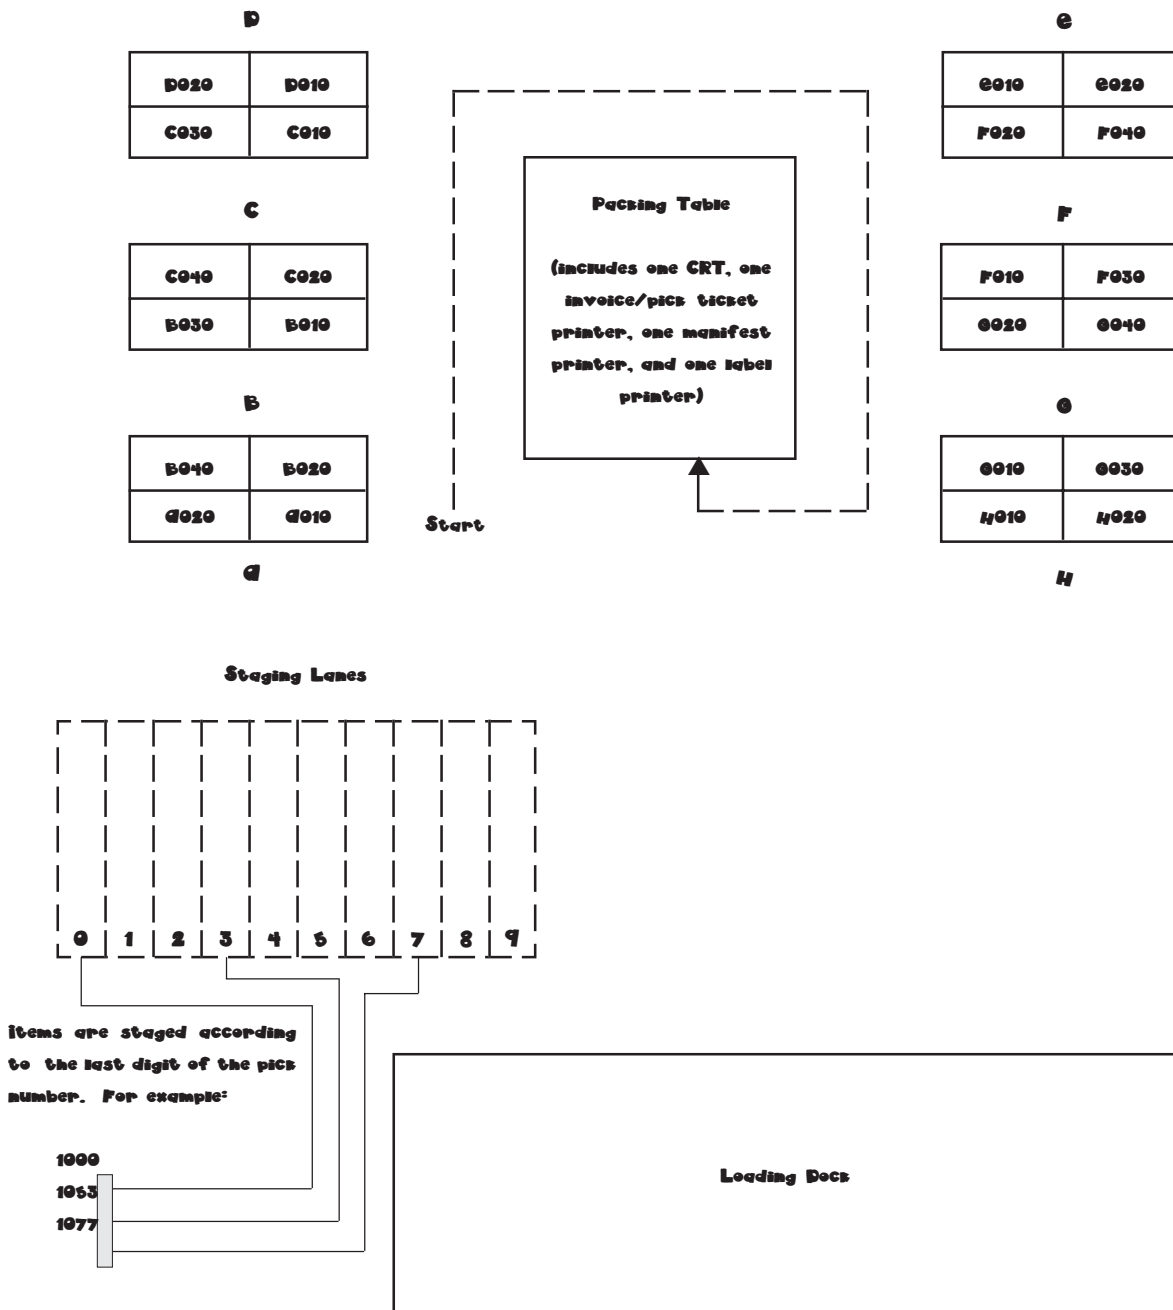 D
e
D020 D010
e010 e020
C030 C010
F020 F040
Packing Table
C
F
(includes one CRT, one
C040 C020
F010 F030
invoice/pick ticket
B030 B010
G020 G040
printer, one manifest
printer, and one label
printer)
B
G
B040 B020
G010 G030
a020 a010
H010 H020
Start
a
H
Staging Lanes
0 1 2 3 4 5 6 7 8 9
items are staged according
to the last digit of the pick
number. For example:
1000
1053
1077
Loading Dock